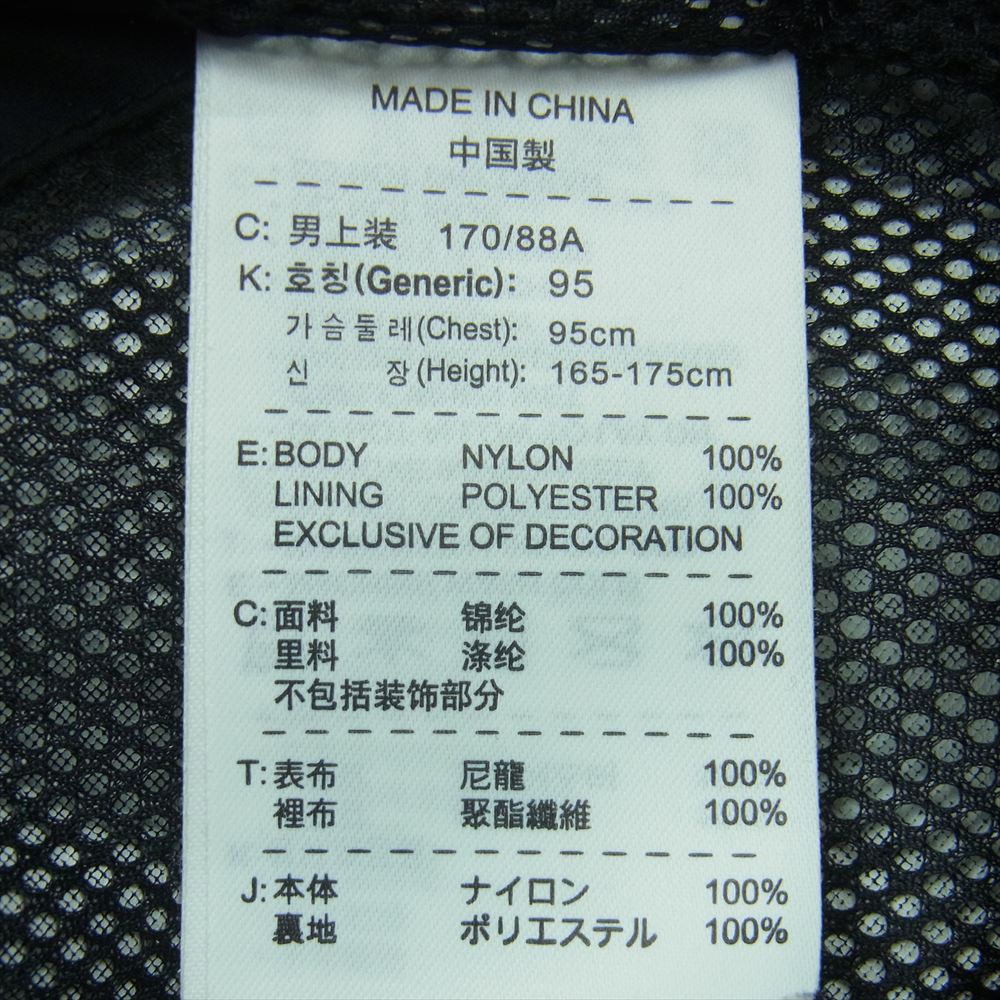 MADE IN CHINA
中国製
C: 男上装 170/88A
K: 호칭(Generic): 95
가슴둘레(Chest): 95cm
신 장(Height): 165-175cm
E: BODY NYLON 100%
LINING POLYESTER 100%
EXCLUSIVE OF DECORATION
C: 面料 锦纶 100%
里料 涤纶 100%
不包括装饰部分
T: 表布 尼龍 100%
裡布 聚酯纖維 100%
J: 本体 ナイロン 100%
裏地 ポリエステル 100%